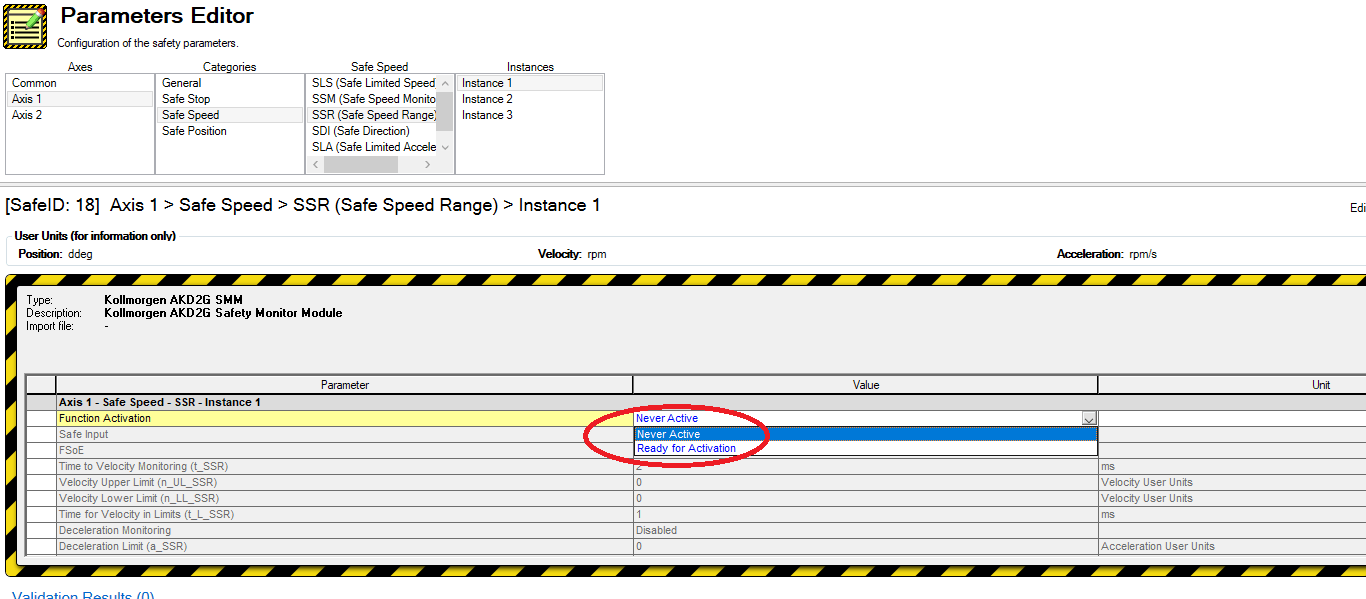 Parameters Editor
Configuration of the safety parameters.
Axes Categories Safe Speed Instances
Common General SLS (Safe Limited Speed Instance 1
Axis 1 Safe Stop SSM (Safe Speed Monito Instance 2
Axis 2 Safe Speed SSR (Safe Speed Range) Instance 3
Safe Position SDI (Safe Direction)
SLA (Safe Limited Accele
[SafeID: 18] Axis 1 > Safe Speed > SSR (Safe Speed Range) > Instance 1
Edi
User Units (for information only)
Position: ddeg Velocity: rpm Acceleration: rpm/s
Type: Kollmorgen AKD2G SMM
Description: Kollmorgen AKD2G Safety Monitor Module
Import file: -
Parameter Value Unit
Axis 1 - Safe Speed - SSR - Instance 1
Function Activation Never Active
Safe Input Never Active
FSoE Ready for Activation
Time to Velocity Monitoring (t_SSR) 2 ms
Velocity Upper Limit (n_UL_SSR) 0 Velocity User Units
Velocity Lower Limit (n_LL_SSR) 0 Velocity User Units
Time for Velocity in Limits (t_L_SSR) 1 ms
Deceleration Monitoring Disabled
Deceleration Limit (a_SSR) 0 Acceleration User Units
Validation Results (0)